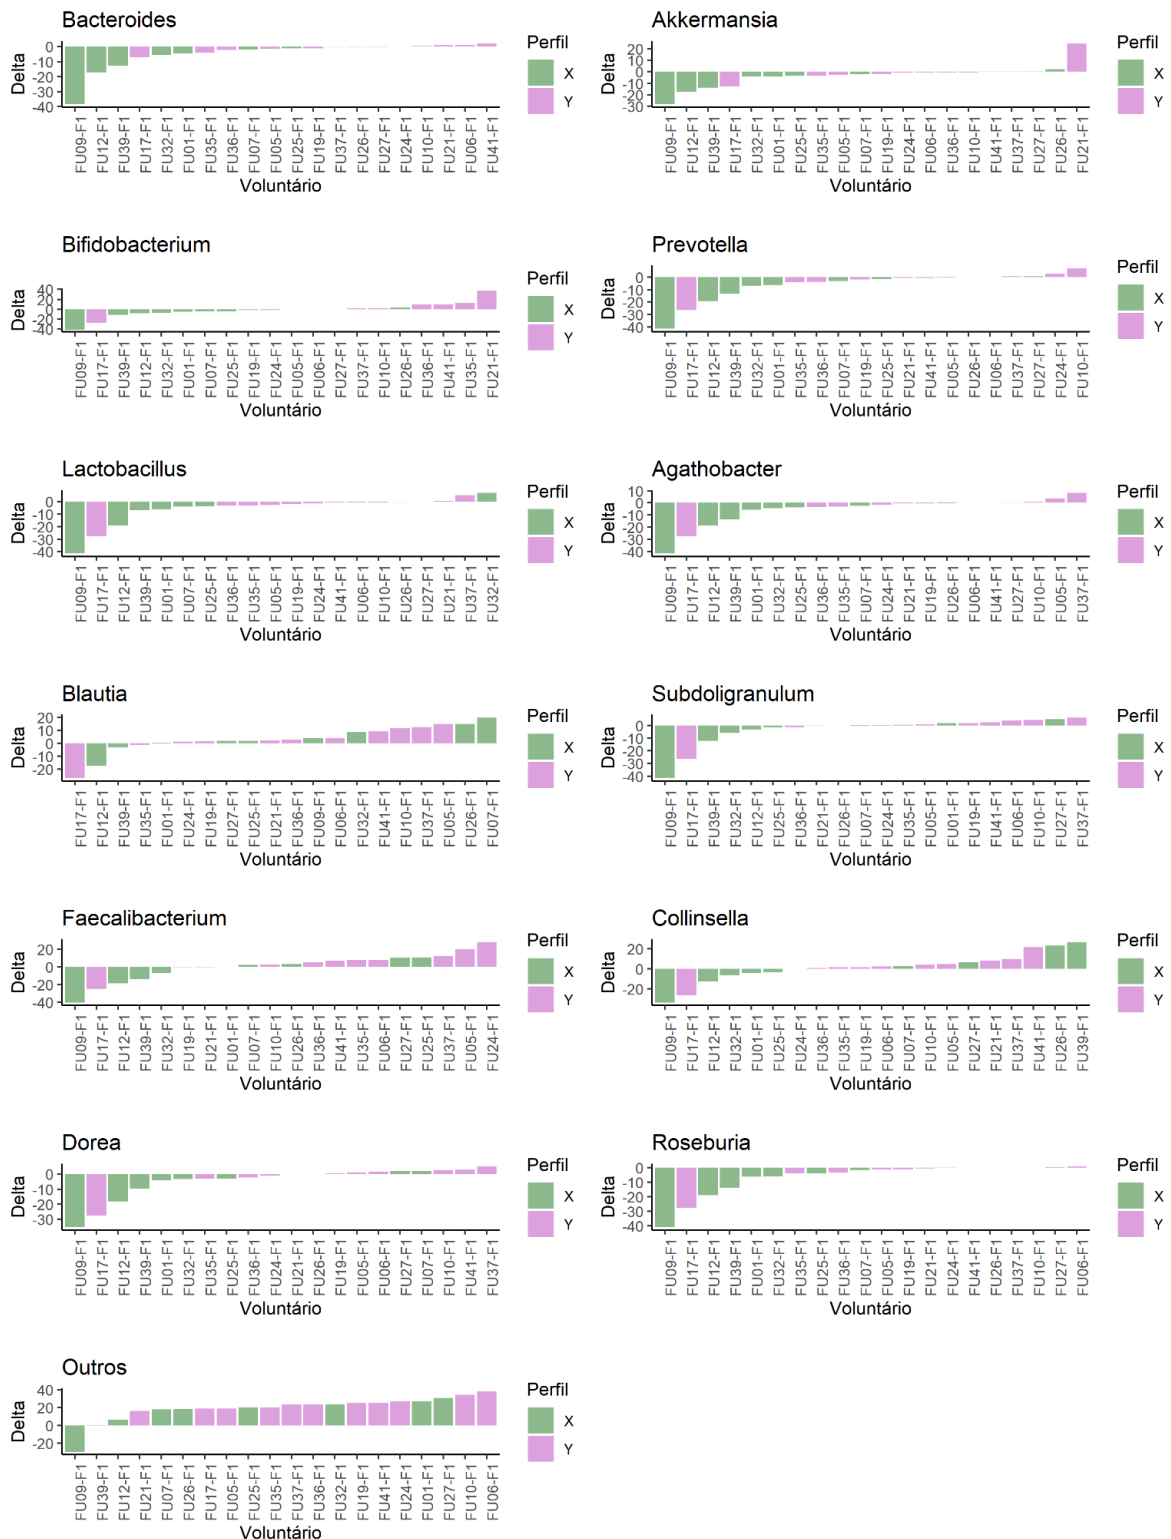 Bacteroides
Delta
0
-10
-20
-30
-40
FU09-F1 FU12-F1 FU39-F1 FU17-F1 FU32-F1 FU01-F1 FU35-F1 FU36-F1 FU07-F1 FU05-F1 FU25-F1 FU19-F1 FU37-F1 FU26-F1 FU27-F1 FU24-F1 FU10-F1 FU21-F1 FU06-F1 FU41-F1
Voluntário
Perfil
X
Y
Akkermansia
Delta
20
10
0
-10
-20
-30
FU09-F1 FU12-F1 FU39-F1 FU17-F1 FU32-F1 FU01-F1 FU25-F1 FU35-F1 FU05-F1 FU07-F1 FU19-F1 FU24-F1 FU06-F1 FU36-F1 FU10-F1 FU41-F1 FU37-F1 FU27-F1 FU26-F1 FU21-F1
Voluntário
Perfil
X
Y
Bifidobacterium
Delta
40
20
0
-20
-40
FU09-F1 FU17-F1 FU39-F1 FU12-F1 FU32-F1 FU01-F1 FU07-F1 FU25-F1 FU19-F1 FU24-F1 FU05-F1 FU06-F1 FU27-F1 FU37-F1 FU10-F1 FU26-F1 FU36-F1 FU41-F1 FU35-F1 FU21-F1
Voluntário
Perfil
X
Y
Prevotella
Delta
0
-10
-20
-30
-40
FU09-F1 FU17-F1 FU12-F1 FU39-F1 FU32-F1 FU01-F1 FU35-F1 FU36-F1 FU07-F1 FU19-F1 FU25-F1 FU21-F1 FU41-F1 FU05-F1 FU26-F1 FU06-F1 FU37-F1 FU27-F1 FU24-F1 FU10-F1
Voluntário
Perfil
X
Y
Lactobacillus
Delta
0
-10
-20
-30
-40
FU09-F1 FU17-F1 FU12-F1 FU39-F1 FU01-F1 FU07-F1 FU25-F1 FU36-F1 FU35-F1 FU05-F1 FU19-F1 FU24-F1 FU41-F1 FU06-F1 FU10-F1 FU26-F1 FU27-F1 FU21-F1 FU37-F1 FU32-F1
Voluntário
Perfil
X
Y
Agathobacter
Delta
10
0
-10
-20
-30
-40
FU09-F1 FU17-F1 FU12-F1 FU39-F1 FU01-F1 FU32-F1 FU25-F1 FU36-F1 FU35-F1 FU07-F1 FU24-F1 FU21-F1 FU19-F1 FU26-F1 FU06-F1 FU41-F1 FU27-F1 FU10-F1 FU05-F1 FU37-F1
Voluntário
Perfil
X
Y
Blautia
Delta
20
10
0
-10
-20
FU17-F1 FU12-F1 FU39-F1 FU35-F1 FU01-F1 FU24-F1 FU19-F1 FU27-F1 FU25-F1 FU21-F1 FU36-F1 FU09-F1 FU06-F1 FU32-F1 FU41-F1 FU10-F1 FU37-F1 FU05-F1 FU26-F1 FU07-F1
Voluntário
Perfil
X
Y
Subdoligranulum
Delta
0
-10
-20
-30
-40
FU09-F1 FU17-F1 FU39-F1 FU32-F1 FU12-F1 FU25-F1 FU36-F1 FU21-F1 FU26-F1 FU07-F1 FU24-F1 FU35-F1 FU05-F1 FU01-F1 FU19-F1 FU41-F1 FU06-F1 FU10-F1 FU27-F1 FU37-F1
Voluntário
Perfil
X
Y
Faecalibacterium
Delta
20
0
-20
-40
FU09-F1 FU17-F1 FU12-F1 FU39-F1 FU32-F1 FU19-F1 FU21-F1 FU01-F1 FU07-F1 FU10-F1 FU26-F1 FU36-F1 FU41-F1 FU35-F1 FU06-F1 FU27-F1 FU25-F1 FU37-F1 FU05-F1 FU24-F1
Voluntário
Perfil
X
Y
Collinsella
Delta
20
0
-20
FU09-F1 FU17-F1 FU12-F1 FU32-F1 FU01-F1 FU25-F1 FU24-F1 FU36-F1 FU35-F1 FU19-F1 FU06-F1 FU07-F1 FU10-F1 FU05-F1 FU27-F1 FU21-F1 FU37-F1 FU41-F1 FU26-F1 FU39-F1
Voluntário
Perfil
X
Y
Dorea
Delta
0
-10
-20
-30
FU09-F1 FU17-F1 FU12-F1 FU39-F1 FU01-F1 FU32-F1 FU35-F1 FU25-F1 FU36-F1 FU24-F1 FU21-F1 FU26-F1 FU19-F1 FU05-F1 FU06-F1 FU27-F1 FU07-F1 FU10-F1 FU41-F1 FU37-F1
Voluntário
Perfil
X
Y
Roseburia
Delta
0
-10
-20
-30
-40
FU09-F1 FU17-F1 FU12-F1 FU39-F1 FU01-F1 FU32-F1 FU35-F1 FU25-F1 FU36-F1 FU07-F1 FU05-F1 FU19-F1 FU21-F1 FU24-F1 FU41-F1 FU26-F1 FU37-F1 FU10-F1 FU27-F1 FU06-F1
Voluntário
Perfil
X
Y
Outros
Delta
40
20
0
-20
FU09-F1 FU39-F1 FU12-F1 FU21-F1 FU07-F1 FU26-F1 FU17-F1 FU05-F1 FU25-F1 FU35-F1 FU37-F1 FU36-F1 FU32-F1 FU19-F1 FU41-F1 FU24-F1 FU01-F1 FU27-F1 FU10-F1 FU06-F1
Voluntário
Perfil
X
Y